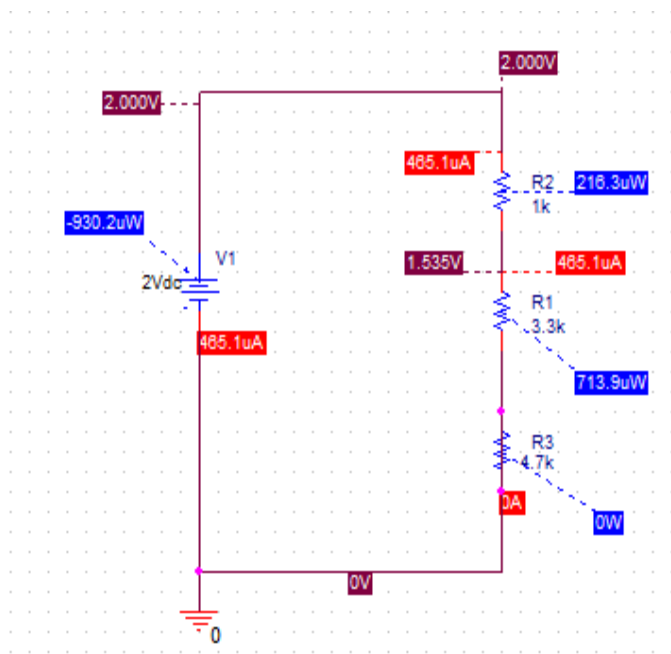 2.000V
2.000V
465.1uA
R2
216.3uW
1k
-930.2uW
V1
1.535V
465.1uA
2Vdc
R1
3.3k
465.1uA
713.9uW
R3
4.7k
0A
0W
0V
0